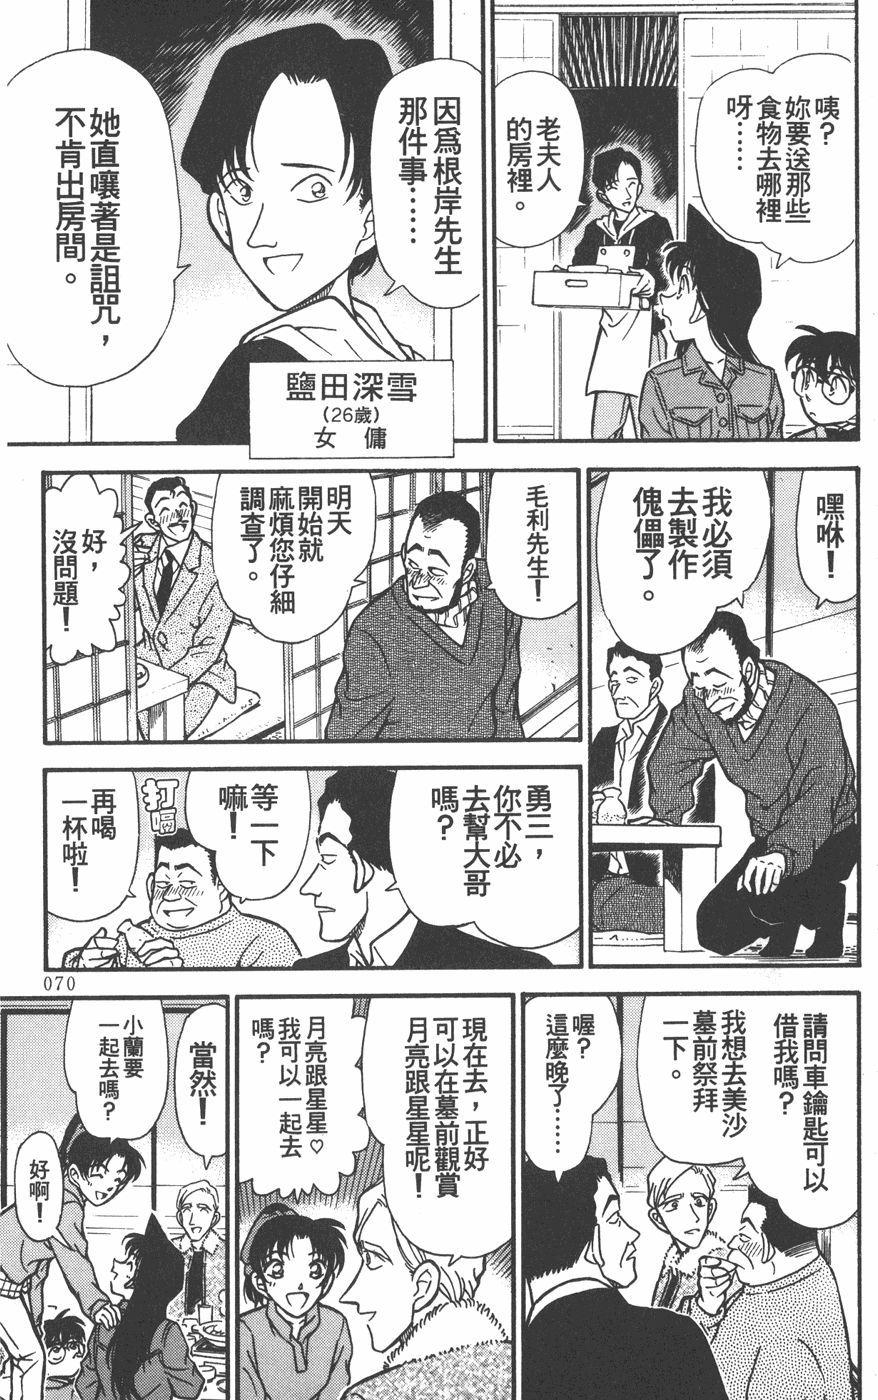 咦？
妳要送那些
食物去哪裡
呀……
老夫人
的房裡。
因爲根岸先生
那件事……
她直嚷著是詛咒，
不肯出房間。
鹽田深雪
(26歲)
女傭
嘿咻！
我必須
去製作
傀儡了。
毛利先生！
明天
開始就
麻煩您仔細
調查了。
好，
沒問題！
勇三，
你不必
去幫大哥
嗎？
等一下
嘛！
打嗝
再喝
一杯啦！
070
請問車鑰匙可以
借我嗎？
我想去美沙
墓前祭拜
一下。
喔？
這麼晚了……
現在去，正好
可以在墓前觀賞
月亮跟星星呢！
月亮跟星星♡
我可以一起去
嗎？
當然！
小蘭要
一起去嗎？
好啊！